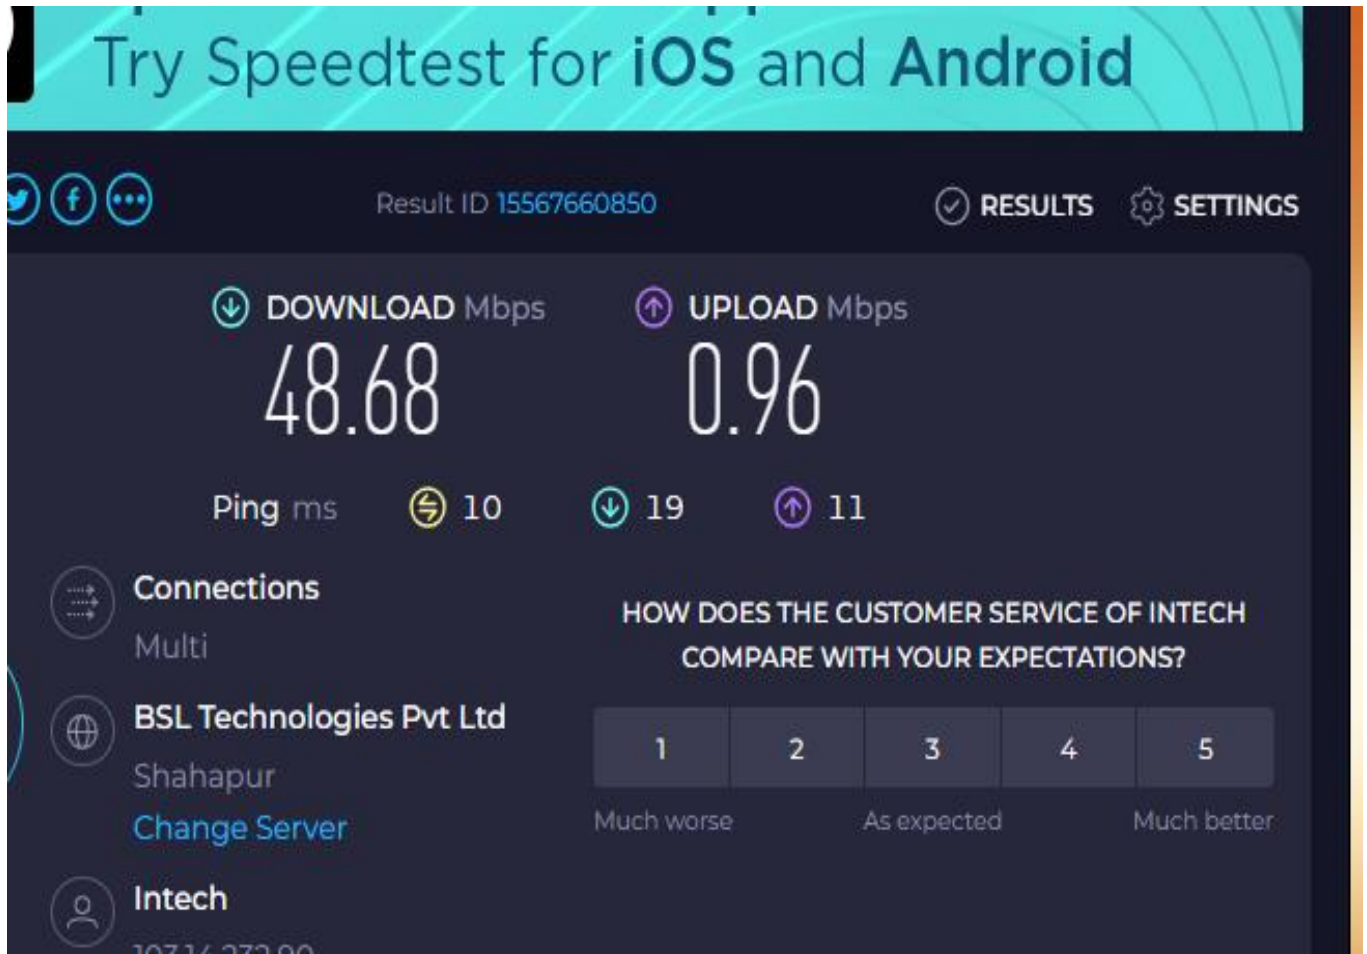 Try Speedtest for iOS and Android
Result ID 15567660850
RESULTS
SETTINGS
DOWNLOAD Mbps
UPLOAD Mbps
48.68
0.96
Ping ms 10 19 11
Connections
Multi
HOW DOES THE CUSTOMER SERVICE OF INTECH
COMPARE WITH YOUR EXPECTATIONS?
BSL Technologies Pvt Ltd
Shahapur
Change Server
1 2 3 4 5
Much worse As expected Much better
Intech